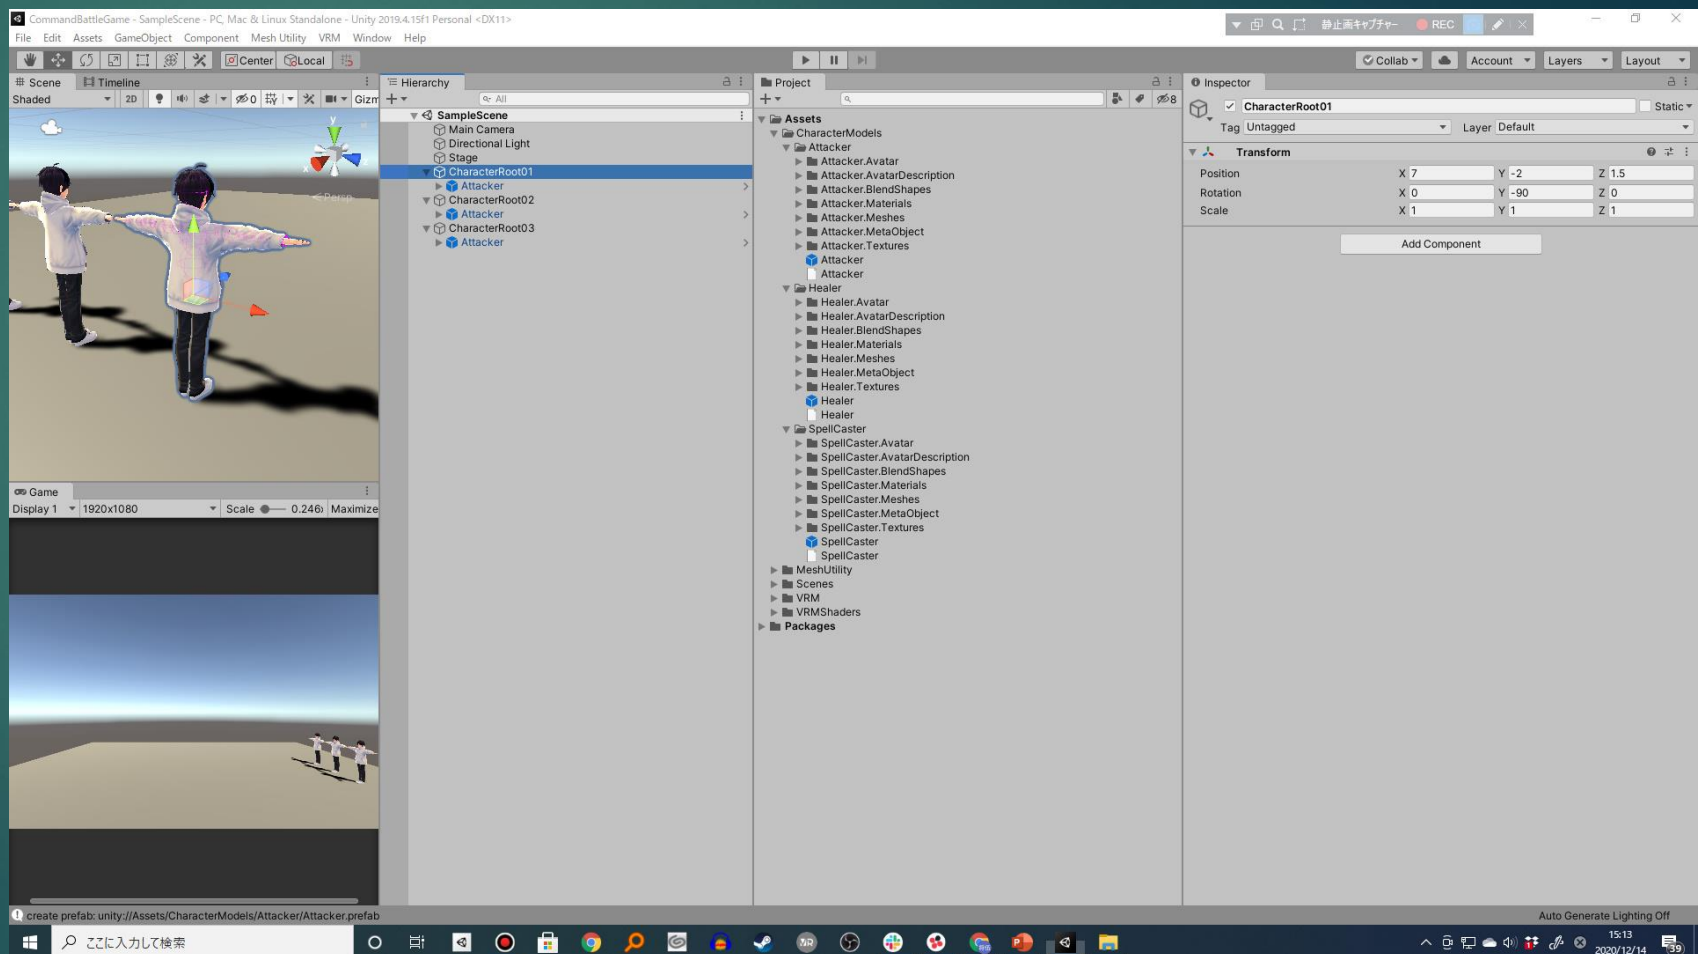 CommandBattleGame - SampleScene - PC, Mac & Linux Standalone - Unity 2019.4.15f1 Personal <DX11>
静止画キャプチャー REC
File Edit Assets GameObject Component Mesh Utility VRM Window Help
Center Local
Collab Account Layers Layout
Scene Timeline
Shaded 2D 0 Gizm
y
x z
Persp
Game
Display 1 1920x1080 Scale 0.246 Maximize
Hierarchy
All
SampleScene
Main Camera
Directional Light
Stage
CharacterRoot01
Attacker
CharacterRoot02
Attacker
CharacterRoot03
Attacker
Project
8
Assets
CharacterModels
Attacker
Attacker.Avatar
Attacker.AvatarDescription
Attacker.BlendShapes
Attacker.Materials
Attacker.Meshes
Attacker.MetaObject
Attacker.Textures
Attacker
Attacker
Healer
Healer.Avatar
Healer.AvatarDescription
Healer.BlendShapes
Healer.Materials
Healer.Meshes
Healer.MetaObject
Healer.Textures
Healer
Healer
SpellCaster
SpellCaster.Avatar
SpellCaster.AvatarDescription
SpellCaster.BlendShapes
SpellCaster.Materials
SpellCaster.Meshes
SpellCaster.MetaObject
SpellCaster.Textures
SpellCaster
SpellCaster
MeshUtility
Scenes
VRM
VRMShaders
Packages
Inspector
CharacterRoot01 Static
Tag Untagged Layer Default
Transform
Position X 7 Y -2 Z 1.5
Rotation X 0 Y -90 Z 0
Scale X 1 Y 1 Z 1
Add Component
create prefab: unity://Assets/CharacterModels/Attacker/Attacker.prefab
Auto Generate Lighting Off
ここに入力して検索
15:13
2020/12/14
39